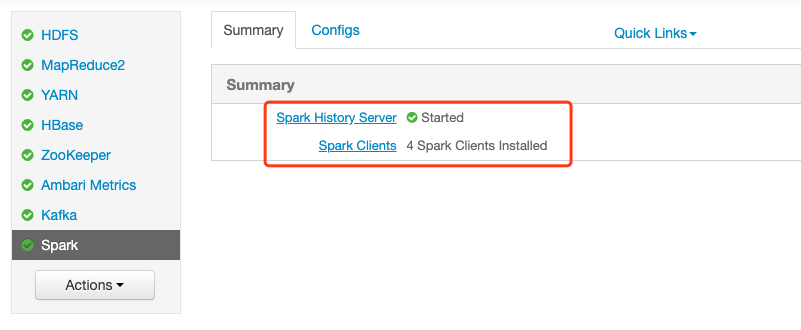 HDFS
MapReduce2
YARN
HBase
ZooKeeper
Ambari Metrics
Kafka
Spark
Actions
Summary Configs Quick Links
Summary
Spark History Server Started
Spark Clients 4 Spark Clients Installed